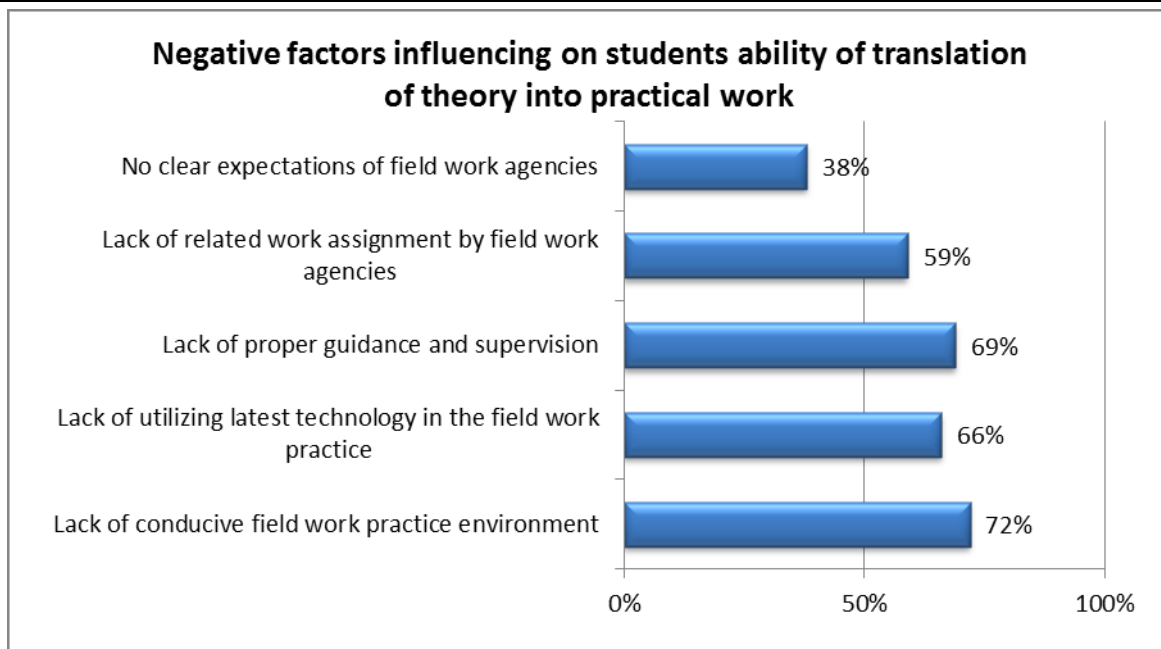 Negative factors influencing on students ability of translation
of theory into practical work
No clear expectations of field work agencies
38%
Lack of related work assignment by field work
agencies
59%
Lack of proper guidance and supervision
69%
Lack of utilizing latest technology in the field work
practice
66%
Lack of conducive field work practice environment
72%
0%
50%
100%